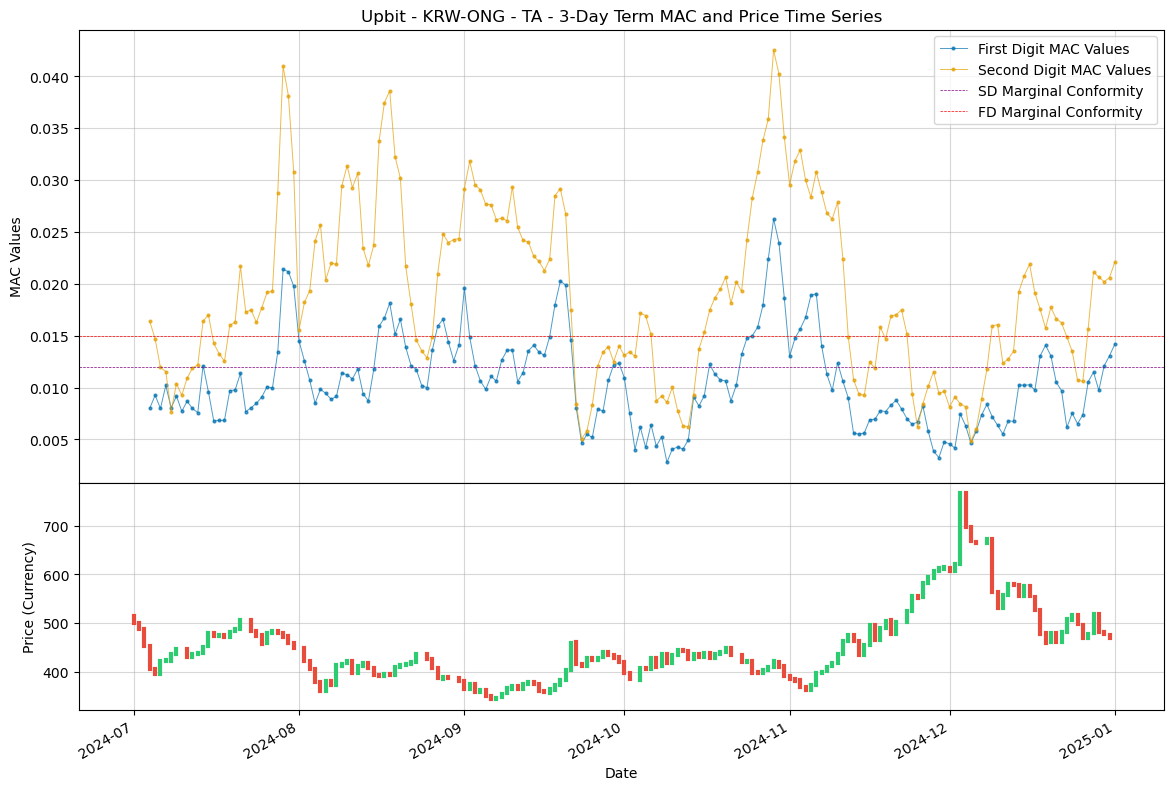 Upbit - KRW-ONG - TA - 3-Day Term MAC and Price Time Series
First Digit MAC Values
Second Digit MAC Values
SD Marginal Conformity
FD Marginal Conformity
MAC Values
0.040
0.035
0.030
0.025
0.020
0.015
0.010
0.005
Price (Currency)
700
600
500
400
2024-07
2024-08
2024-09
2024-10
2024-11
2024-12
2025-01
Date